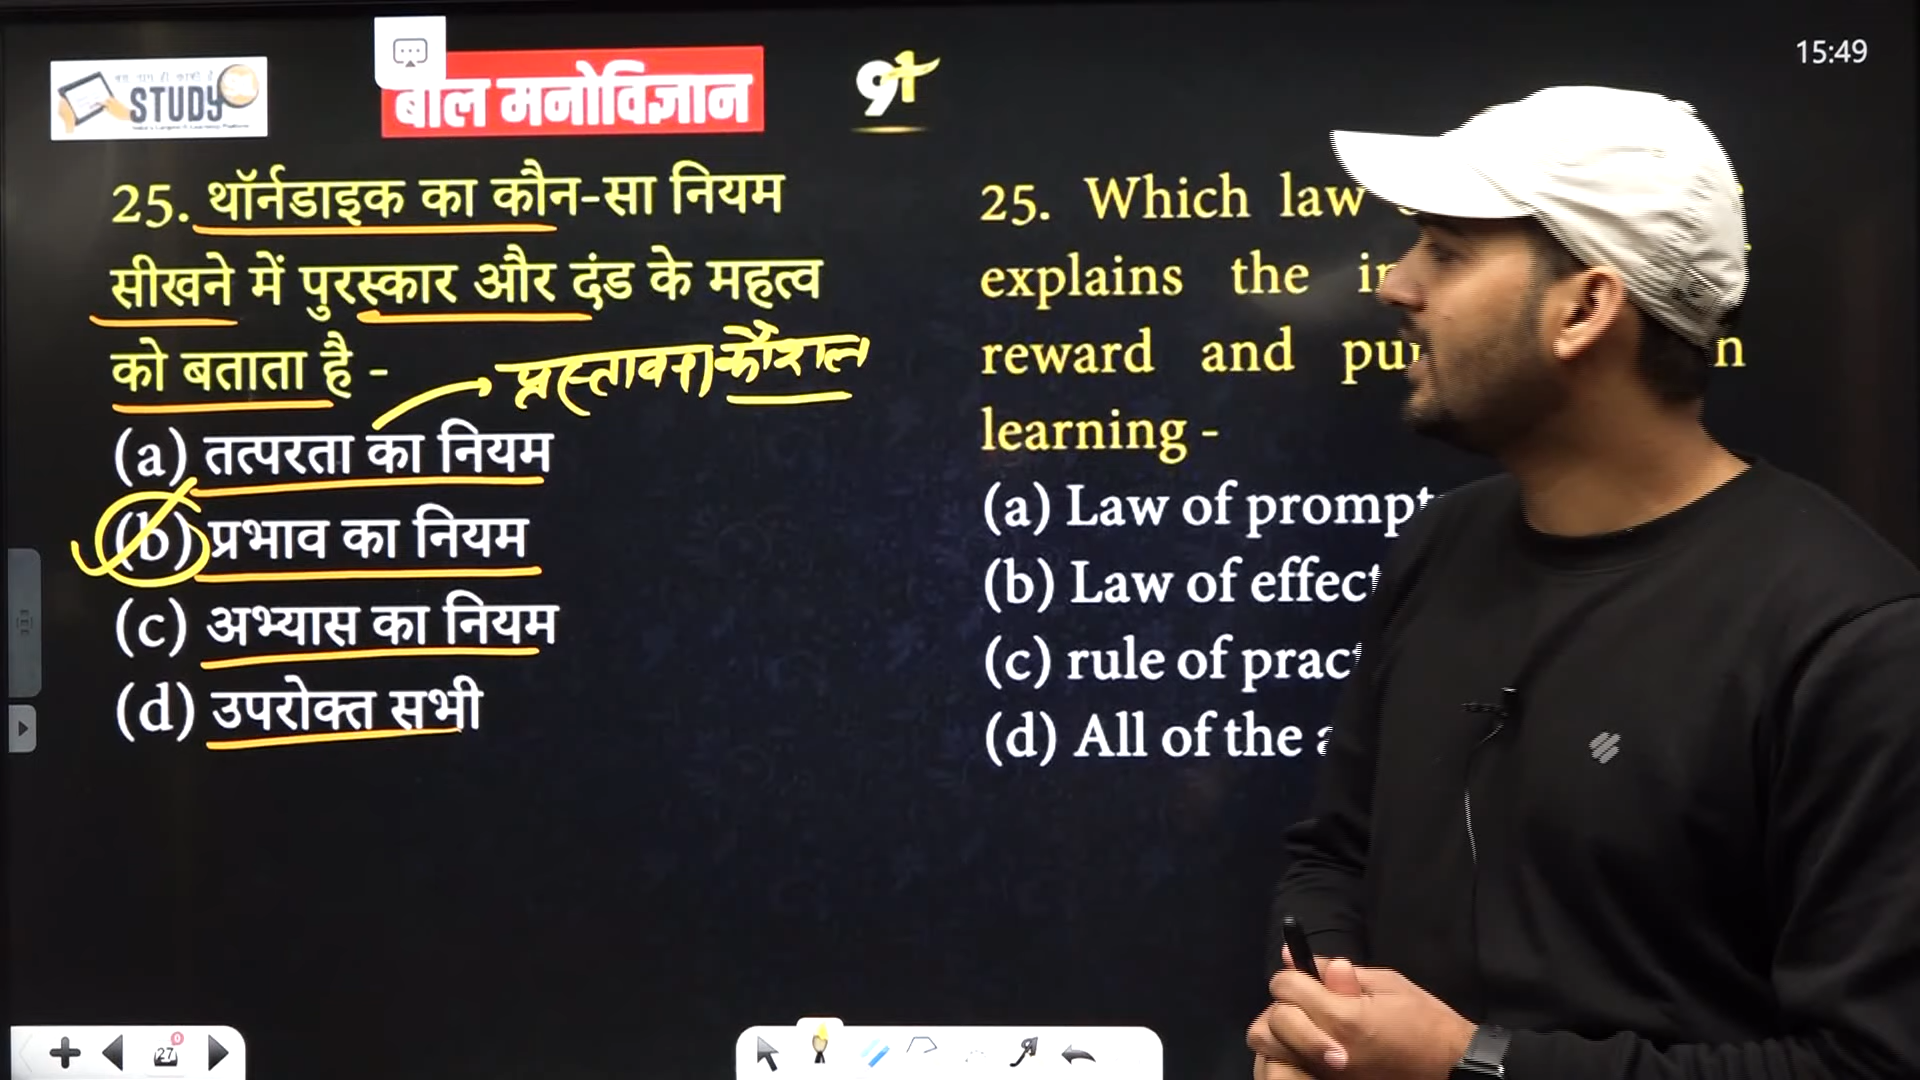 15:49
STUDY
बाल मनोविज्ञान
91
25. थॉर्नडाइक का कौन-सा नियम
सीखने में पुरस्कार और दंड के महत्व
को बताता है -
प्रस्तावना कौशल
(a) तत्परता का नियम
(b) प्रभाव का नियम
(c) अभ्यास का नियम
(d) उपरोक्त सभी
25. Which law
explains the
reward and
learning -
(a) Law of
(b) Law of effect
(c) rule of
(d) All of the
27